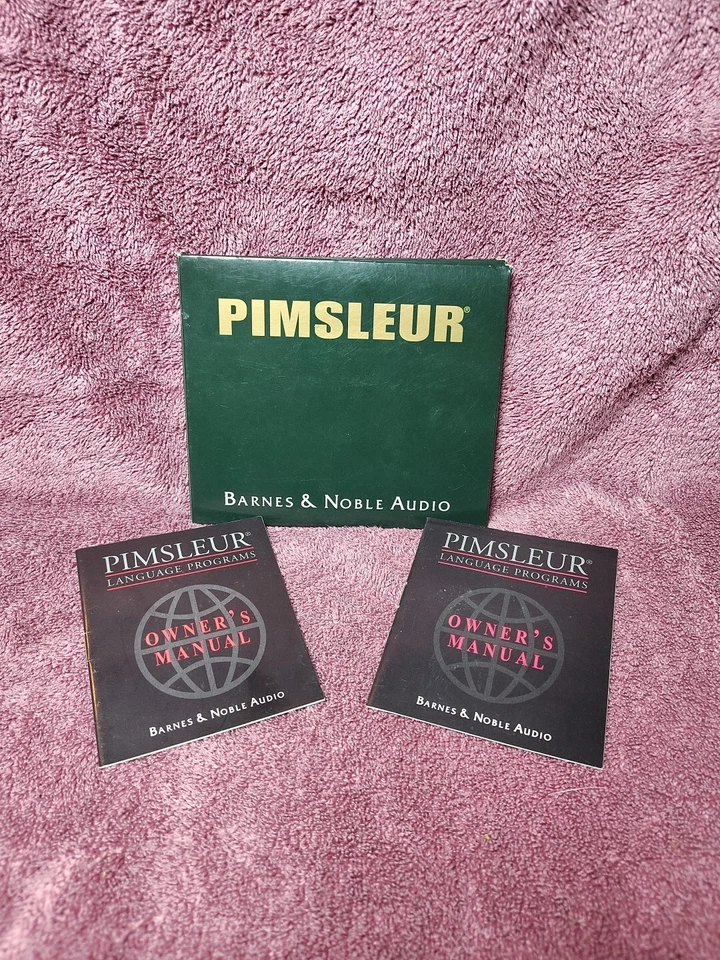 PIMSLEUR®
BARNES & NOBLE AUDIO
PIMSLEUR®
LANGUAGE PROGRAMS
OWNER'S
MANUAL
BARNES & NOBLE AUDIO
PIMSLEUR®
LANGUAGE PROGRAMS
OWNER'S
MANUAL
BARNES & NOBLE AUDIO